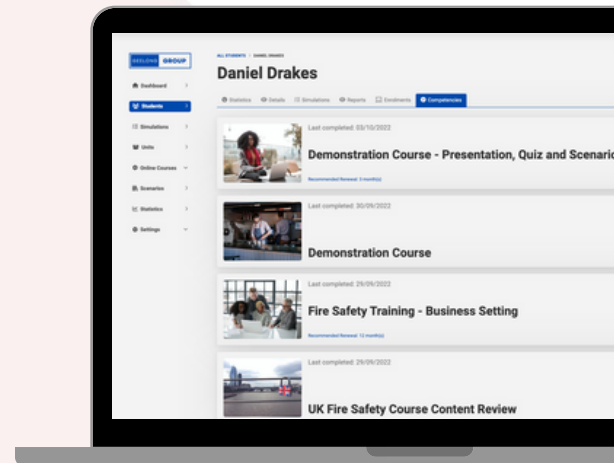 GEELONG GROUP
Dashboard
Students
Simulations
Units
Online Courses
Scenarios
Statistics
Settings
ALL STUDENTS / DANIEL DRAKES
Daniel Drakes
Statistics Details Simulations Reports Enrolments Competencies
Last completed: 03/10/2022
Demonstration Course - Presentation, Quiz and Scenario
Recommended Renewal: 3 month(s)
Last completed: 30/09/2022
Demonstration Course
Last completed: 29/09/2022
Fire Safety Training - Business Setting
Recommended Renewal: 12 month(s)
Last completed: 29/09/2022
UK Fire Safety Course Content Review